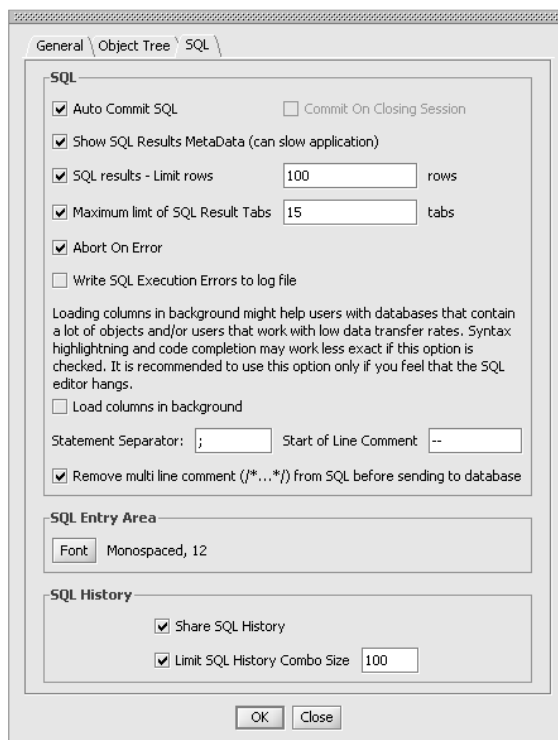 General Object Tree SQL
SQL
Auto Commit SQL Commit On Closing Session
Show SQL Results MetaData (can slow application)
SQL results - Limit rows 100 rows
Maximum limt of SQL Result Tabs 15 tabs
Abort On Error
Write SQL Execution Errors to log file
Loading columns in background might help users with databases that contain
a lot of objects and/or users that work with low data transfer rates. Syntax
highlightning and code completion may work less exact if this option is
checked. It is recommended to use this option only if you feel that the SQL
editor hangs.
Load columns in background
Statement Separator: ; Start of Line Comment --
Remove multi line comment (/*...*/) from SQL before sending to database
SQL Entry Area
Font Monospaced, 12
SQL History
Share SQL History
Limit SQL History Combo Size 100
OK Close